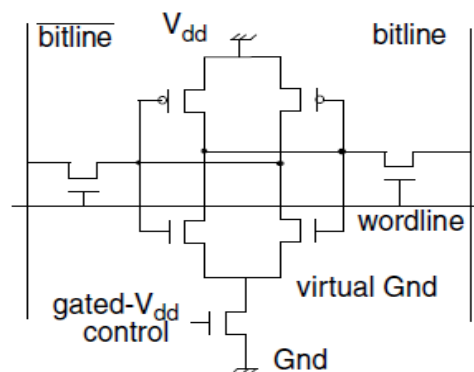 bitline
Vdd
bitline
wordline
virtual Gnd
gated-Vdd
control
Gnd